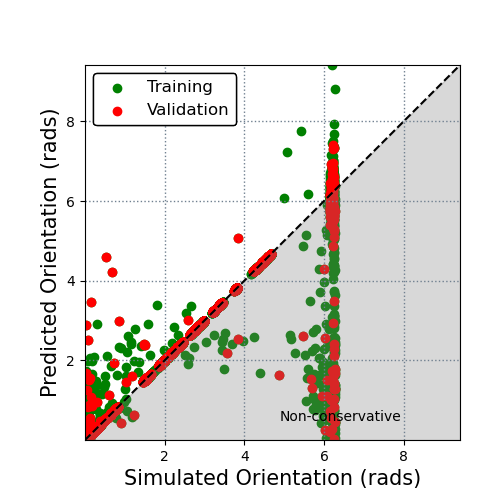 Training
Validation
8
6
4
2
Predicted Orientation (rads)
Non-conservative
2 4 6 8
Simulated Orientation (rads)